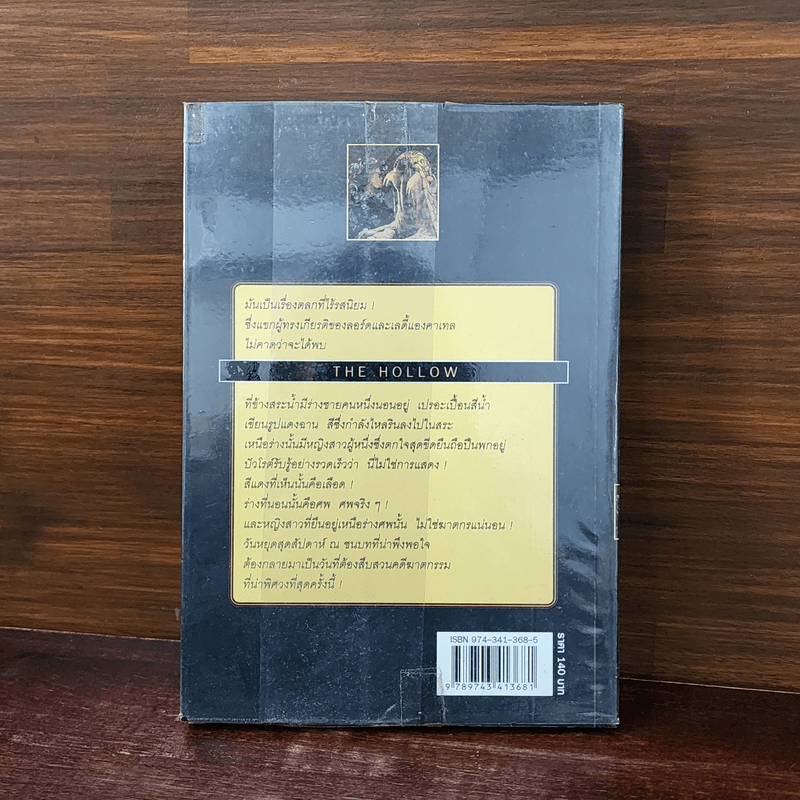 มันเป็นเรื่องตลกที่ไร้รสนิยม !
ซึ่งแขกผู้ทรงเกียรติของลอร์ดและเลดี้แองคาเทล
ไม่คาดว่าจะได้พบ
THE HOLLOW
ที่ข้างสระน้ำมีร่างชายคนหนึ่งนอนอยู่ เปรอะเปื้อนสีน้ำ
เขียนรูปแดงฉาน สีซึ่งกำลังไหลรินลงไปในสระ
เหนือร่างนั้นมีหญิงสาวผู้หนึ่งซึ่งตกใจสุดขีดยืนถือปืนพกอยู่
ปัวโรต์รับรู้อย่างรวดเร็วว่า นี่ไม่ใช่การแสดง !
สีแดงที่เห็นนั้นคือเลือด !
ร่างที่นอนนั้นคือศพ ศพจริง ๆ !
และหญิงสาวที่ยืนอยู่เหนือร่างศพนั้น ไม่ใช่ฆาตกรแน่นอน !
วันหยุดสุดสัปดาห์ ณ ชนบทที่น่าพึงพอใจ
ต้องกลายมาเป็นวันที่ต้องสืบสวนคดีฆาตกรรม
ที่น่าพิศวงที่สุดครั้งนี้ !
ISBN 974-341-368-5
9 789743 413681
ราคา 140 บาท